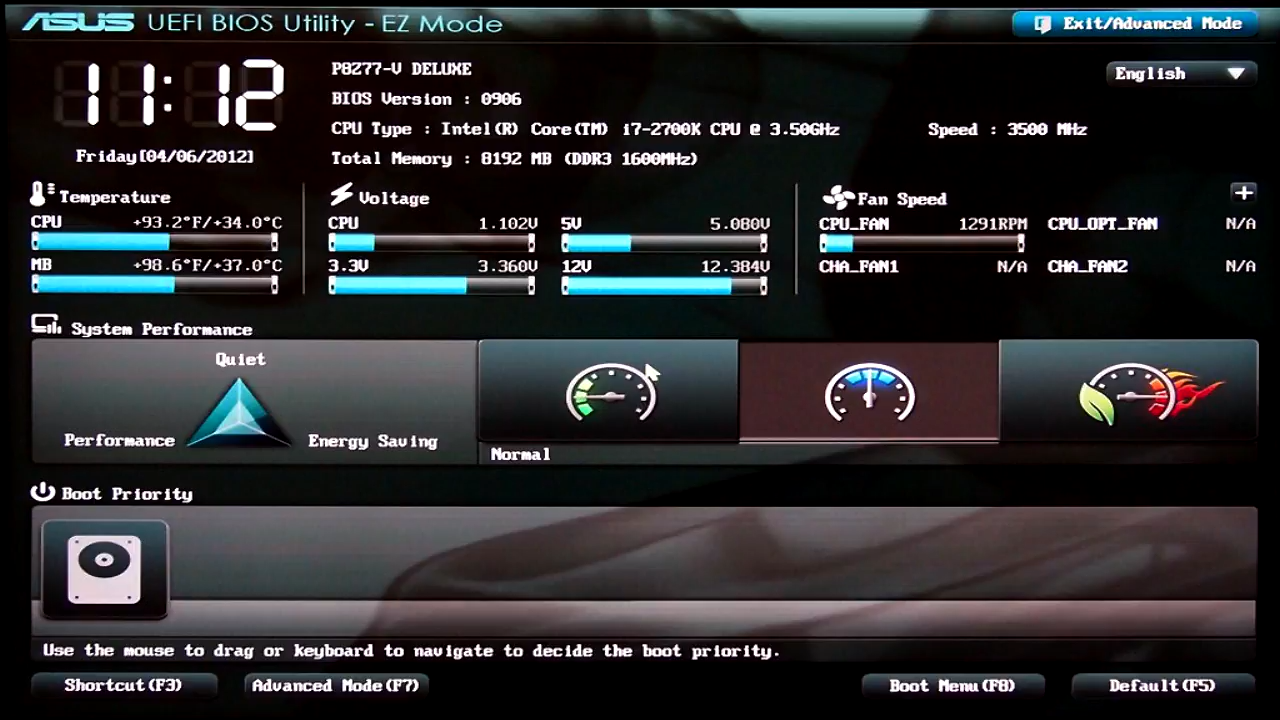 ASUS UEFI BIOS Utility - EZ Mode
Exit/Advanced Mode
11:12
Friday[04/06/2012]
P8Z77-V DELUXE
English
BIOS Version : 0906
CPU Type : Intel(R) Core(TM) i7-2700K CPU @ 3.50GHz
Speed : 3500 MHz
Total Memory : 8192 MB (DDR3 1600MHz)
Temperature
CPU +93.2°F/+34.0°C
MB +98.6°F/+37.0°C
Voltage
CPU 1.102V 5V 5.080V
3.3V 3.360V 12V 12.384V
Fan Speed
CPU_FAN 1291RPM CPU_OPT_FAN N/A
CHA_FAN1 N/A CHA_FAN2 N/A
System Performance
Quiet
Performance Energy Saving
Normal
Boot Priority
Use the mouse to drag or keyboard to navigate to decide the boot priority.
Shortcut(F3) Advanced Mode(F7) Boot Menu(F8) Default(F5)